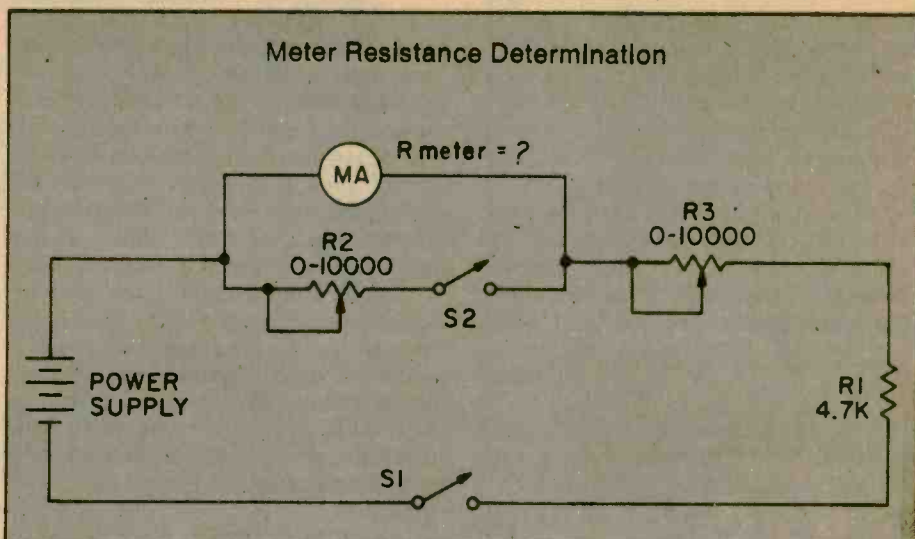 Meter Resistance Determination
R meter = ?
MA
R2
0-10000
R3
0-10000
S2
POWER
SUPPLY
R1
4.7K
S1